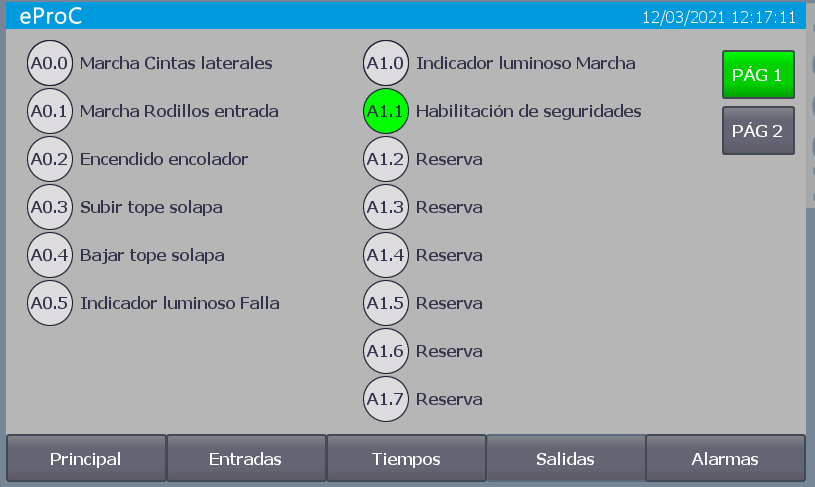 eProC
12/03/2021 12:17:11
A0.0 Marcha Cintas laterales
A0.1 Marcha Rodillos entrada
A0.2 Encendido encolador
A0.3 Subir tope solapa
A0.4 Bajar tope solapa
A0.5 Indicador luminoso Falla
A1.0 Indicador luminoso Marcha
A1.1 Habilitación de seguridades
A1.2 Reserva
A1.3 Reserva
A1.4 Reserva
A1.5 Reserva
A1.6 Reserva
A1.7 Reserva
PÁG 1
PÁG 2
Principal
Entradas
Tiempos
Salidas
Alarmas